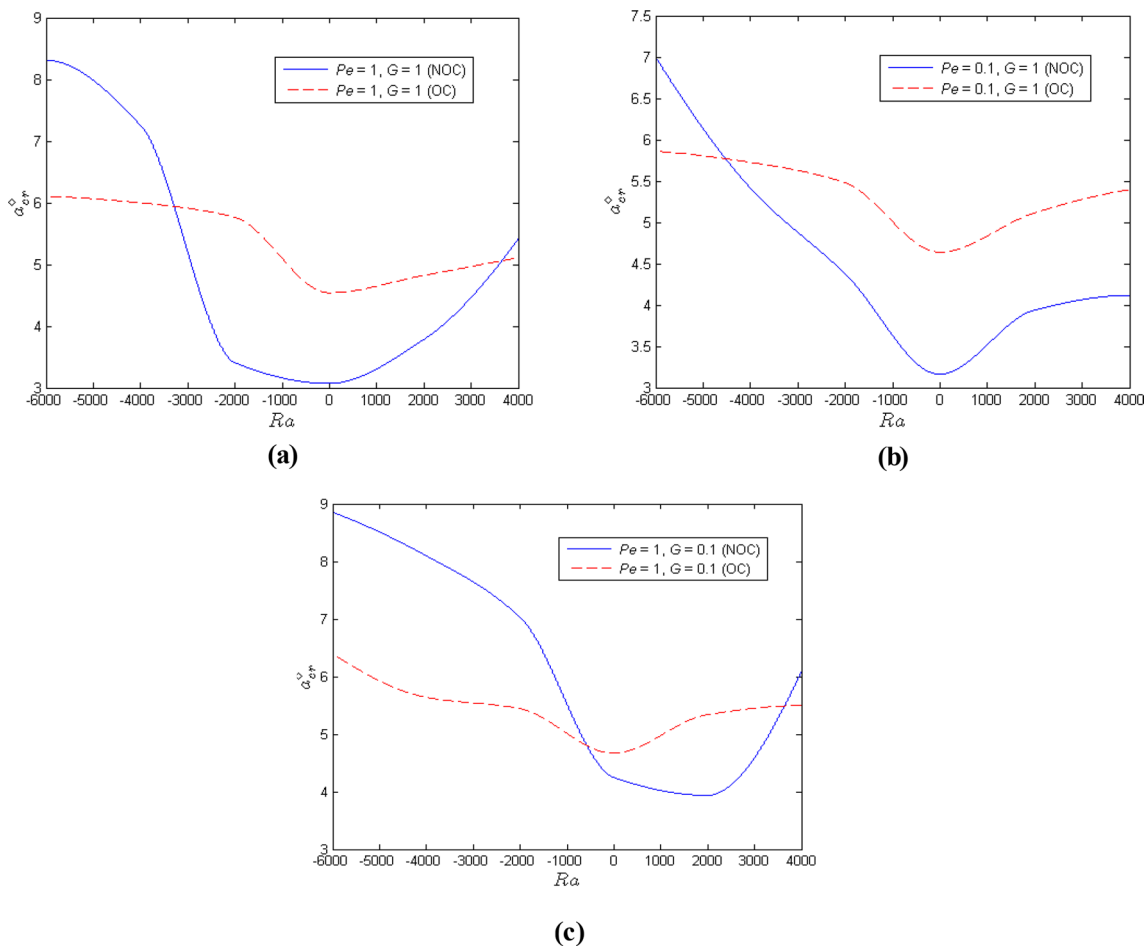 9
8
7
6
5
4
3
a°cr
Pe = 1, G = 1 (NOC)
Pe = 1, G = 1 (OC)
-6000 -5000 -4000 -3000 -2000 -1000 0 1000 2000 3000 4000
Ra
(a)
7.5
7
6.5
6
5.5
5
4.5
4
3.5
3
a°cr
Pe = 0.1, G = 1 (NOC)
Pe = 0.1, G = 1 (OC)
-6000 -5000 -4000 -3000 -2000 -1000 0 1000 2000 3000 4000
Ra
(b)
9
8
7
6
5
4
3
a°cr
Pe = 1, G = 0.1 (NOC)
Pe = 1, G = 0.1 (OC)
-6000 -5000 -4000 -3000 -2000 -1000 0 1000 2000 3000 4000
Ra
(c)